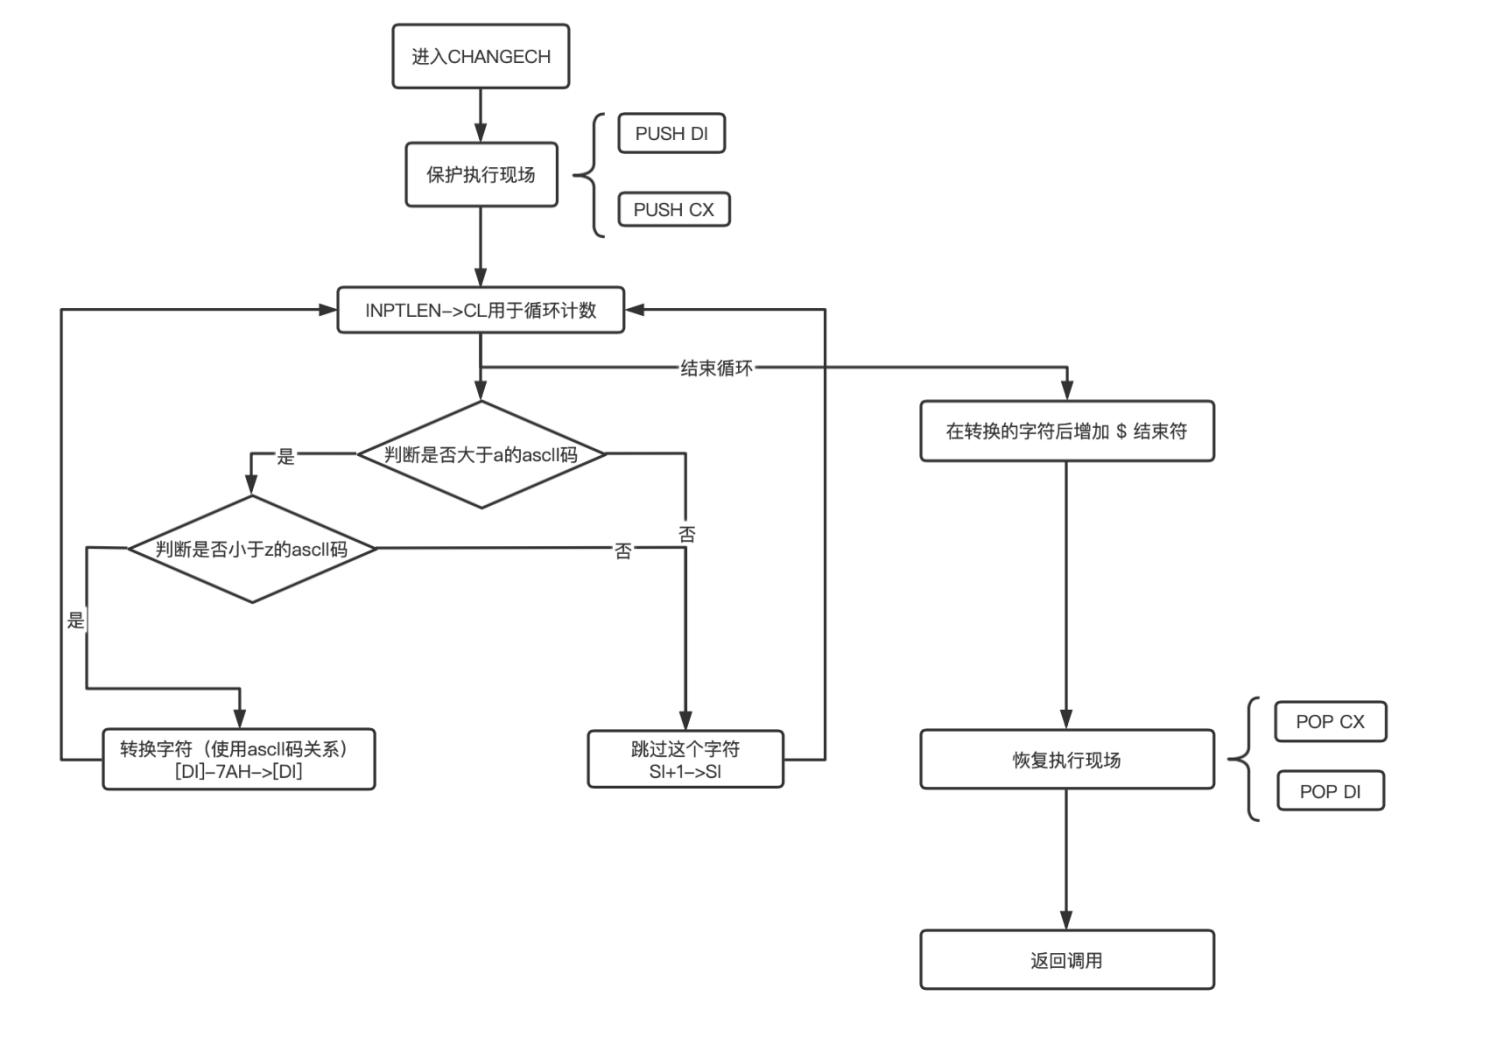 进入CHANGECH
PUSH DI
保护执行现场
PUSH CX
INPTLEN->CL用于循环计数
结束循环
在转换的字符后增加 $ 结束符
判断是否大于a的ascll码
是
否
判断是否小于z的ascll码
否
是
转换字符（使用ascll码关系）
[DI]-7AH->[DI]
跳过这个字符
SI+1->SI
恢复执行现场
POP CX
POP DI
返回调用